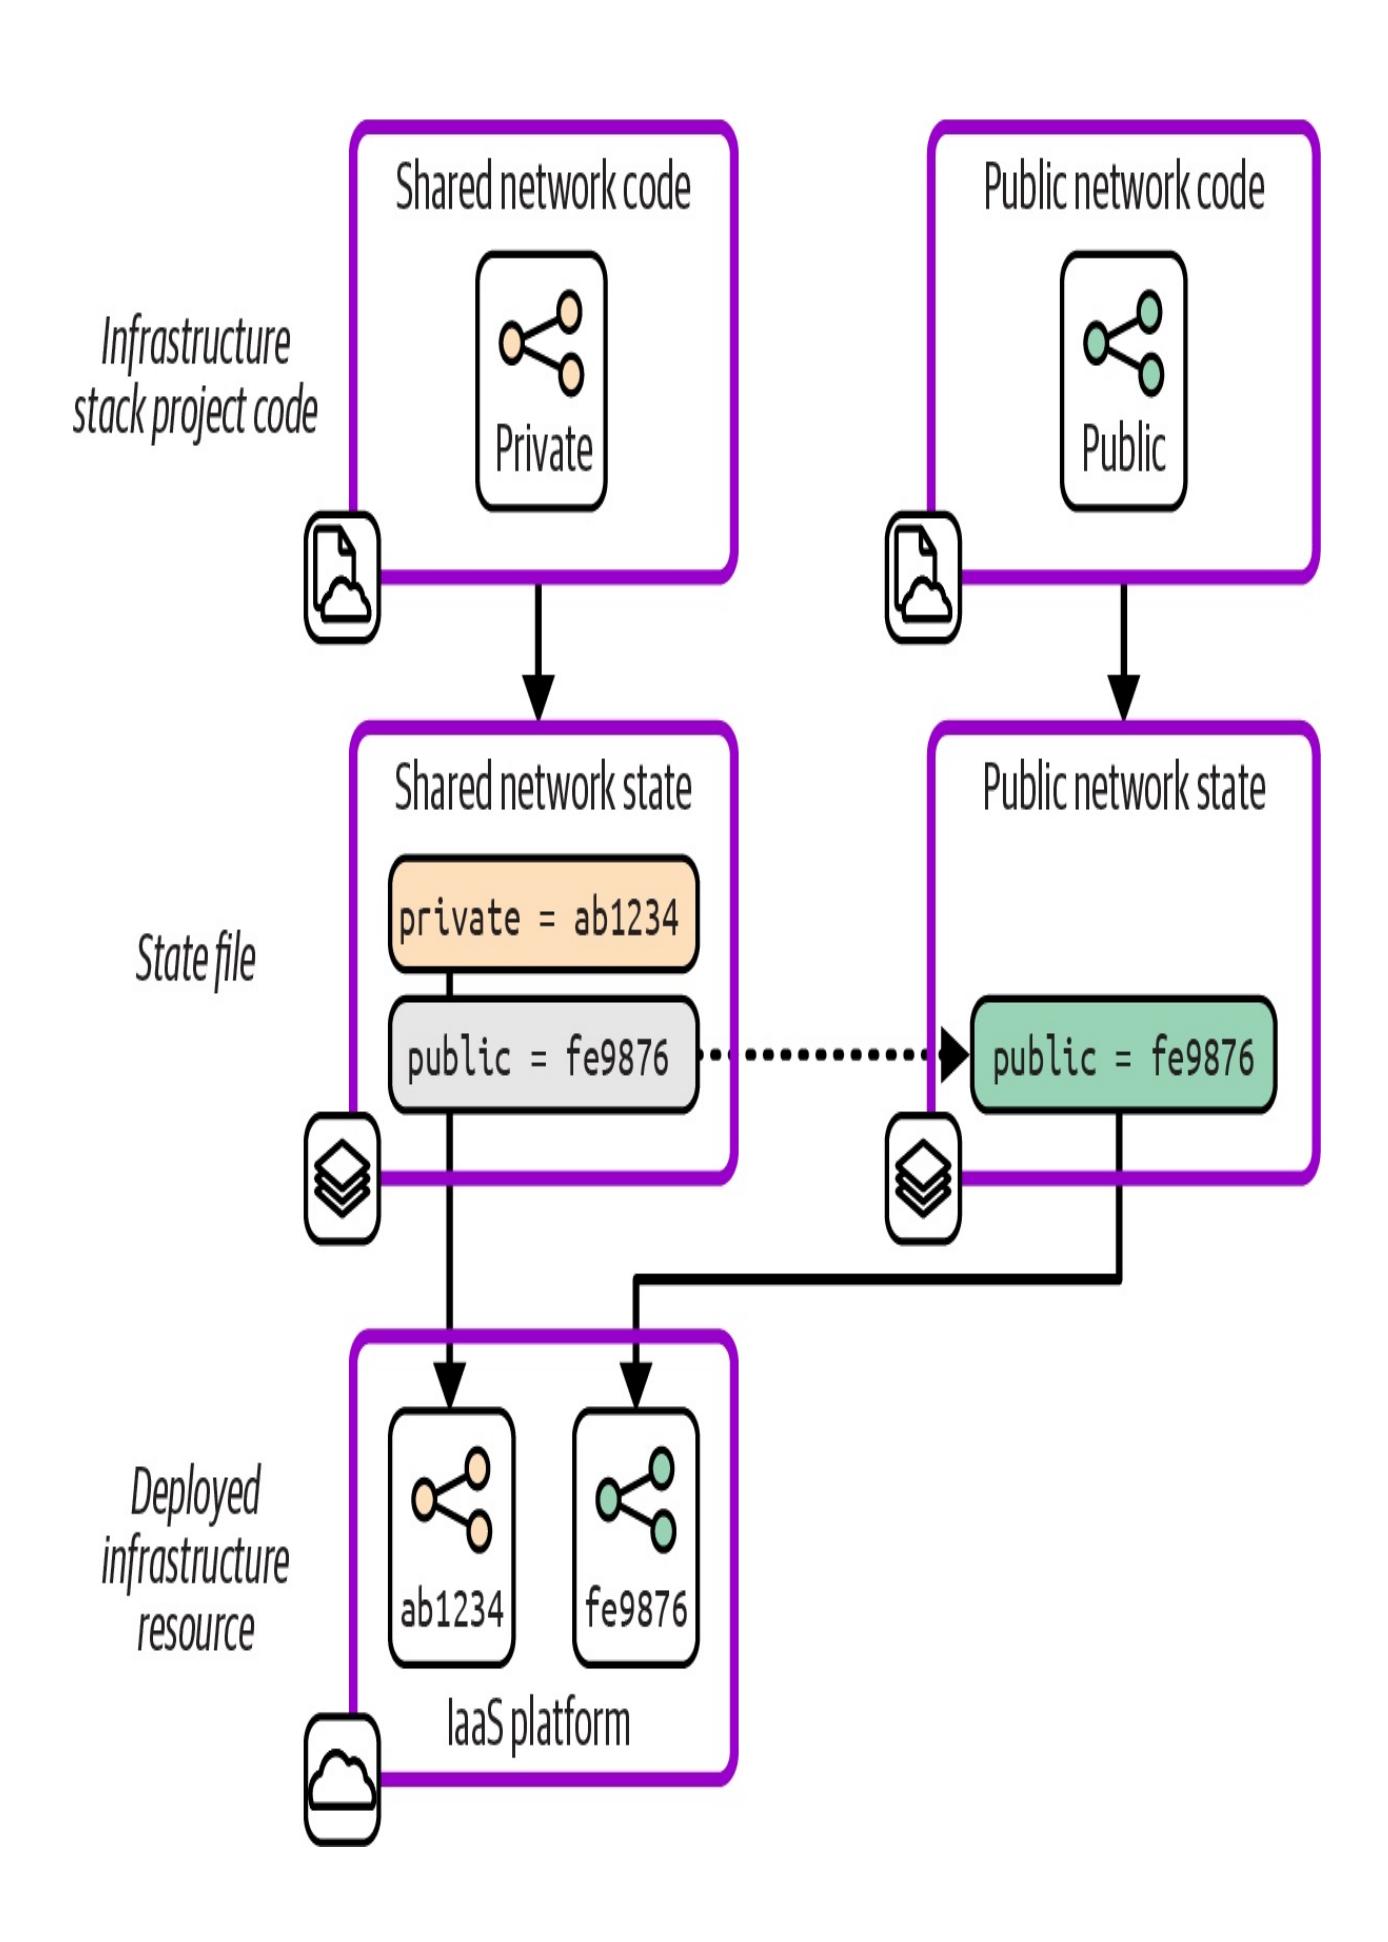 Shared network code
Public network code
Private
Public
Infrastructure
stack project code
Shared network state
Public network state
private = ab1234
State file
public = fe9876
public = fe9876
Deployed
infrastructure
resource
ab1234
fe9876
IaaS platform